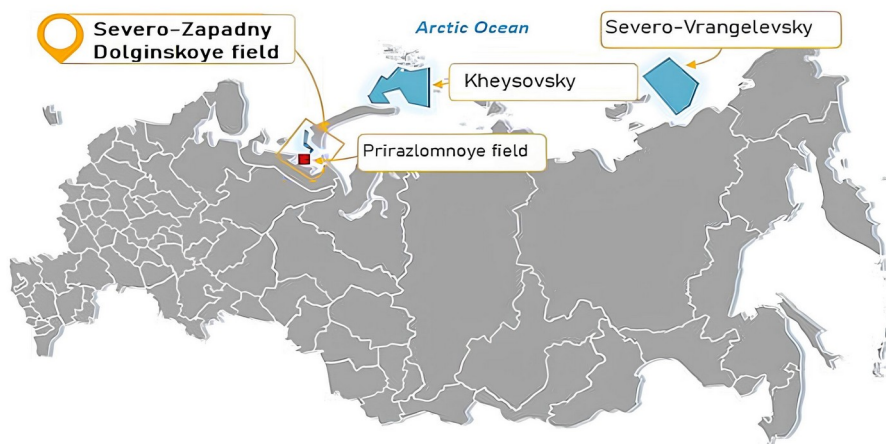 Severo-Zapadny
Dolginskoye field
Arctic Ocean
Severo-Vrangelevsky
Kheysovsky
Prirazlomnoye field